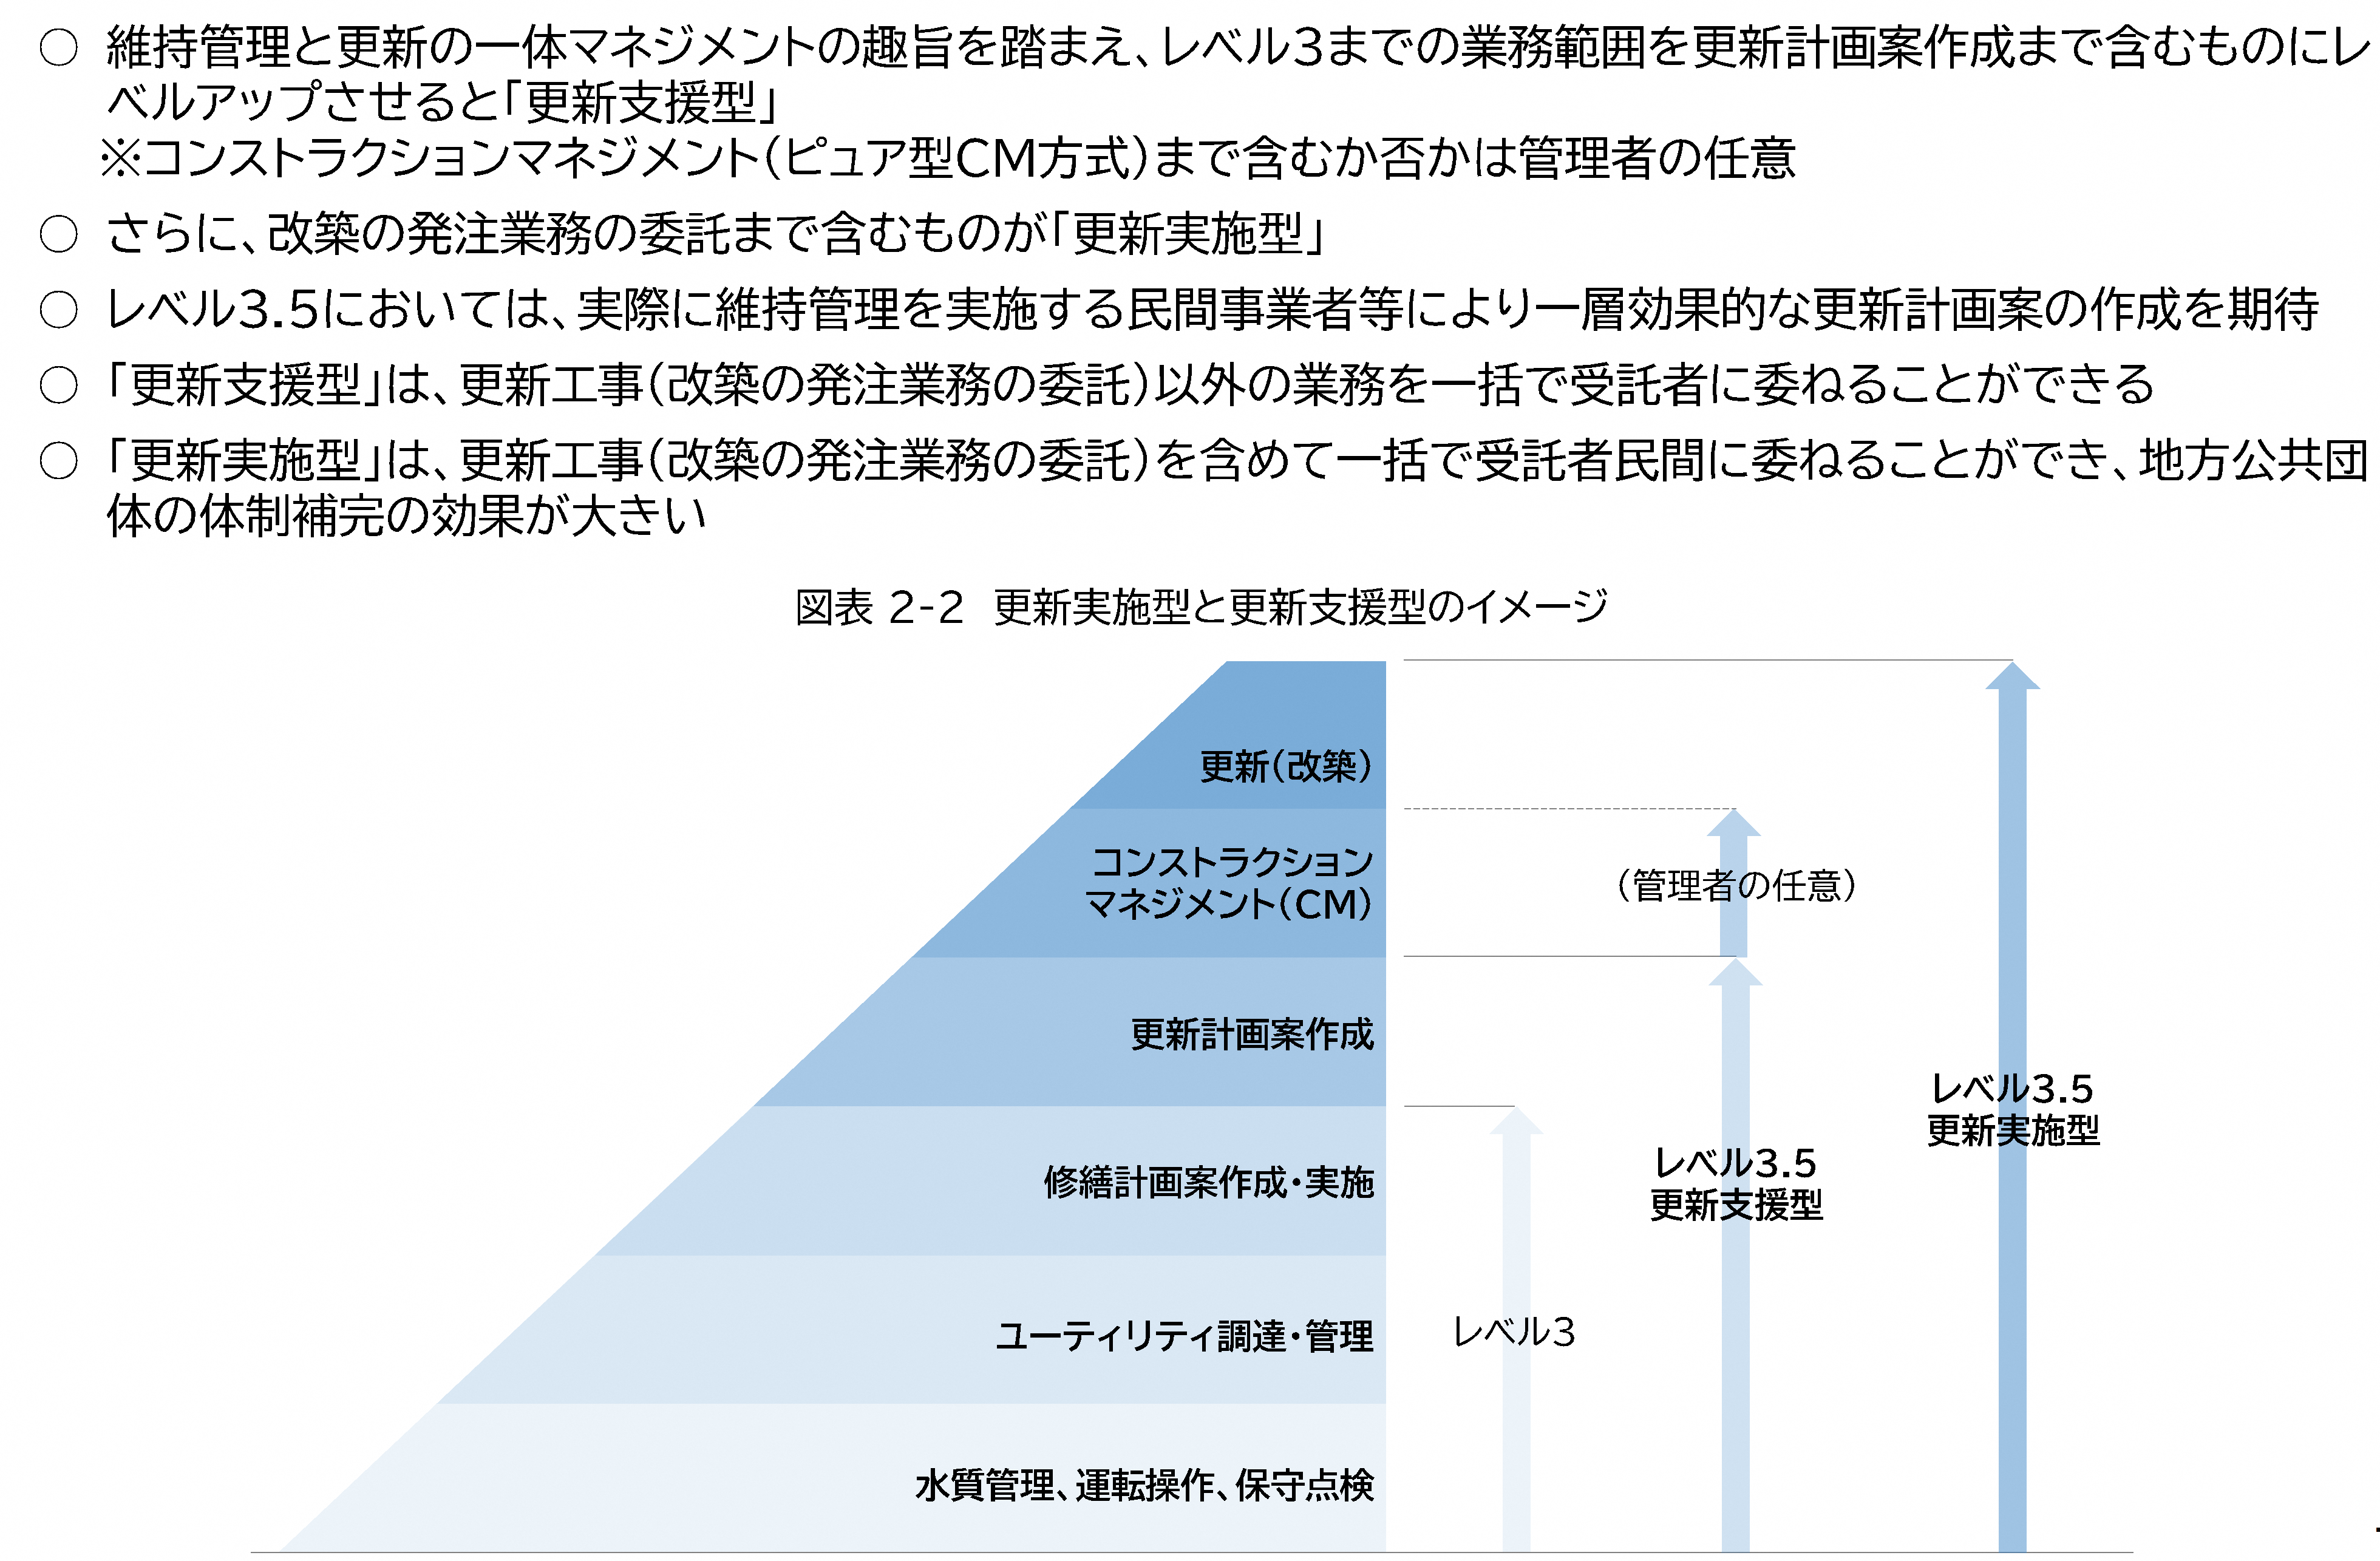 ○ 維持管理と更新の一体マネジメントの趣旨を踏まえ、レベル3までの業務範囲を更新計画案作成まで含むものにレ
ベルアップさせると「更新支援型」
※コンストラクションマネジメント（ピュア型CM方式）まで含むか否かは管理者の任意
○ さらに、改築の発注業務の委託まで含むものが「更新実施型」
○ レベル3.5においては、実際に維持管理を実施する民間事業者等により一層効果的な更新計画案の作成を期待
○ 「更新支援型」は、更新工事（改築の発注業務の委託）以外の業務を一括で受託者に委ねることができる
○ 「更新実施型」は、更新工事（改築の発注業務の委託）を含めて一括で受託者民間に委ねることができ、地方公共団
体の体制補完の効果が大きい
図表 2-2 更新実施型と更新支援型のイメージ
更新（改築）
コンストラクション
マネジメント（CM）
（管理者の任意）
更新計画案作成
レベル3.5
更新実施型
修繕計画案作成・実施
レベル3.5
更新支援型
ユーティリティ調達・管理
レベル3
水質管理、運転操作、保守点検